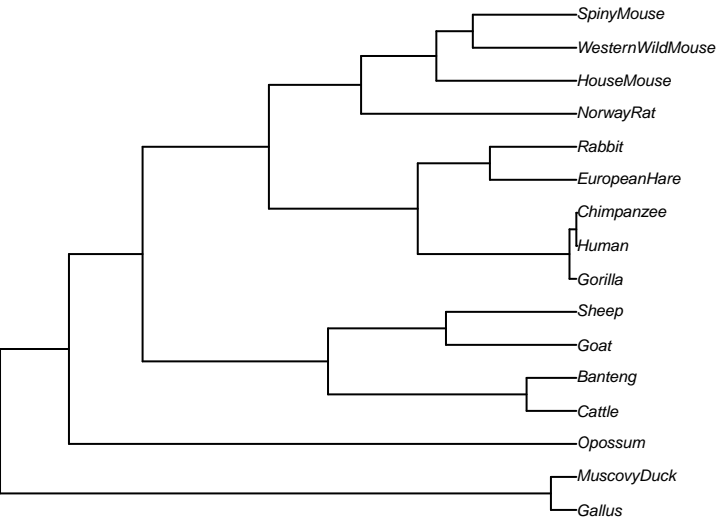 SpinyMouse
WesternWildMouse
HouseMouse
NorwayRat
Rabbit
EuropeanHare
Chimpanzee
Human
Gorilla
Sheep
Goat
Banteng
Cattle
Opossum
MuscovyDuck
Gallus